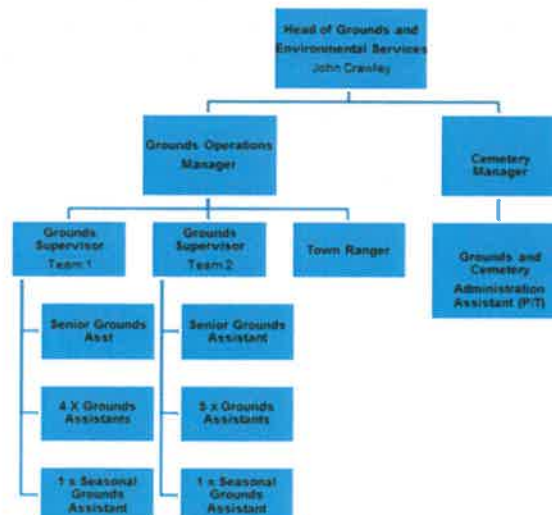 Head of Grounds and
Environmental Services
John Crawley
Grounds Operations
Manager
Cemetery
Manager
Grounds
Supervisor
Team 1
Grounds
Supervisor
Team 2
Town Ranger
Grounds and
Cemetery
Administration
Assistant (P/T)
Senior Grounds
Asst
Senior Grounds
Assistant
4 X Grounds
Assistants
5 x Grounds
Assistants
1 x Seasonal
Grounds
Assistant
1 x Seasonal
Grounds
Assistant